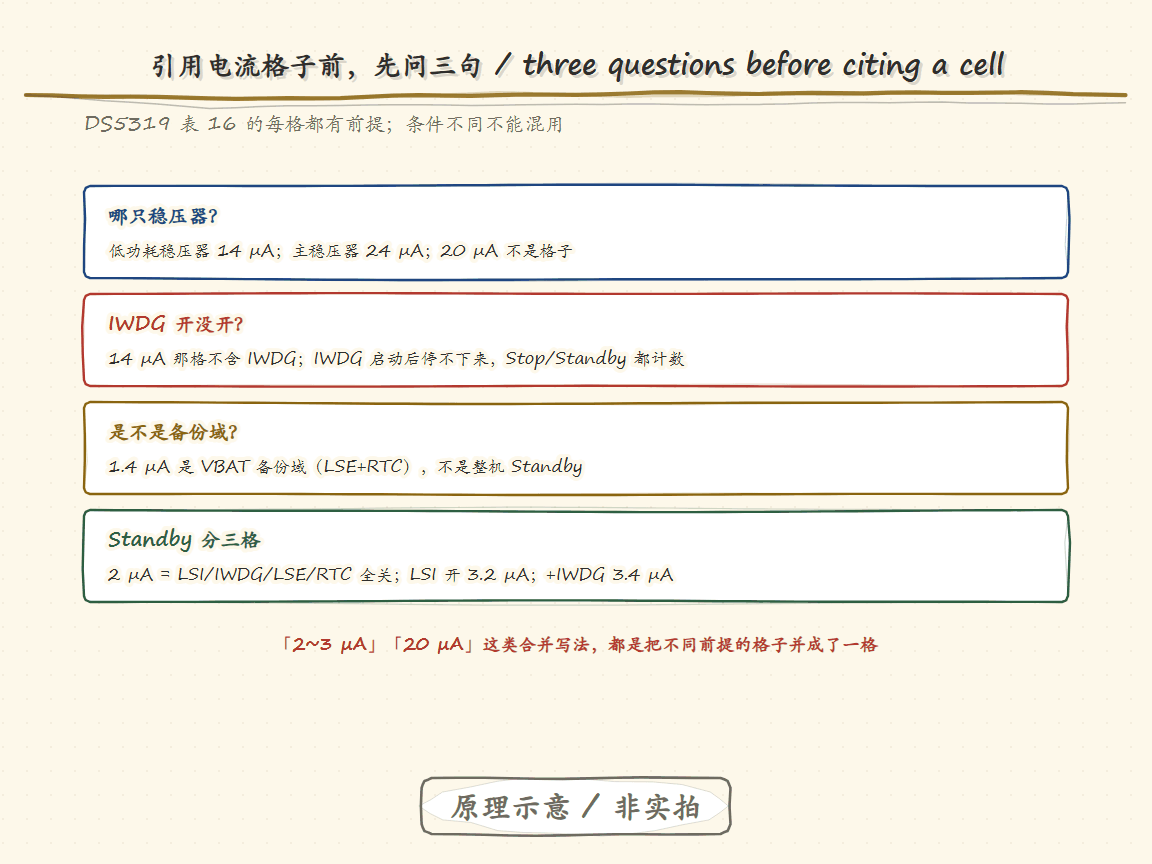 引用电流格子前，先问三句 / three questions before citing a cell
DS5319 表 16 的每格都有前提；条件不同不能混用
哪只稳压器？
低功耗稳压器 14 μA；主稳压器 24 μA；20 μA 不是格子
IWDG 开没开？
14 μA 那格不含 IWDG；IWDG 启动后停不下来，Stop/Standby 都计数
是不是备份域？
1.4 μA 是 VBAT 备份域（LSE+RTC），不是整机 Standby
Standby 分三格
2 μA = LSI/IWDG/LSE/RTC 全关；LSI 开 3.2 μA；+IWDG 3.4 μA
「2~3 μA」「20 μA」这类合并写法，都是把不同前提的格子并成了一格
原理示意 / 非实拍